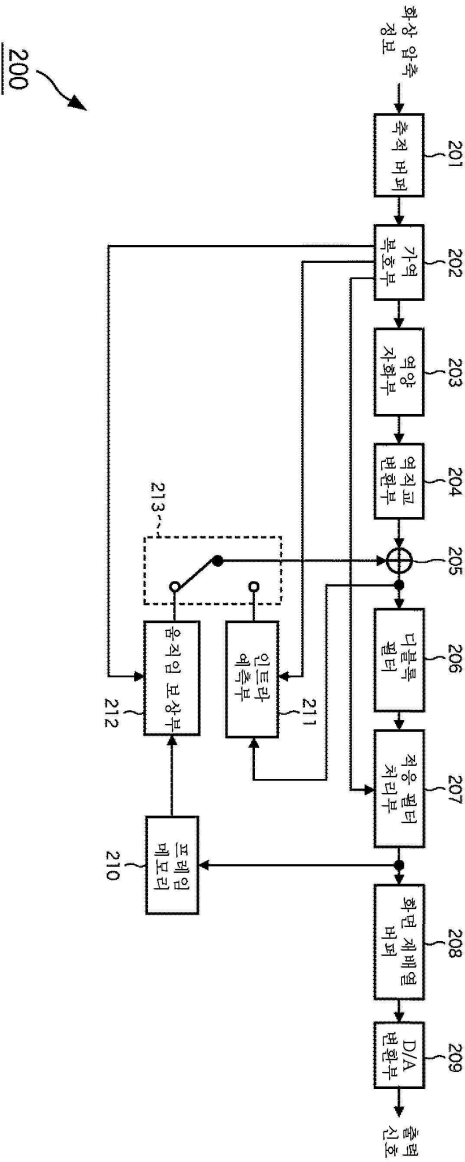 화상 압축
정보
201
축적 버퍼
202
가역
복호부
203
역양
자화부
204
역직교
변환부
205
206
디블록
필터
207
적응 필터
처리부
208
화면 재배열
버퍼
209
D/A
변환부
출력
신호
213
인트라
예측부
211
움직임 보상부
212
프레임
메모리
210
200